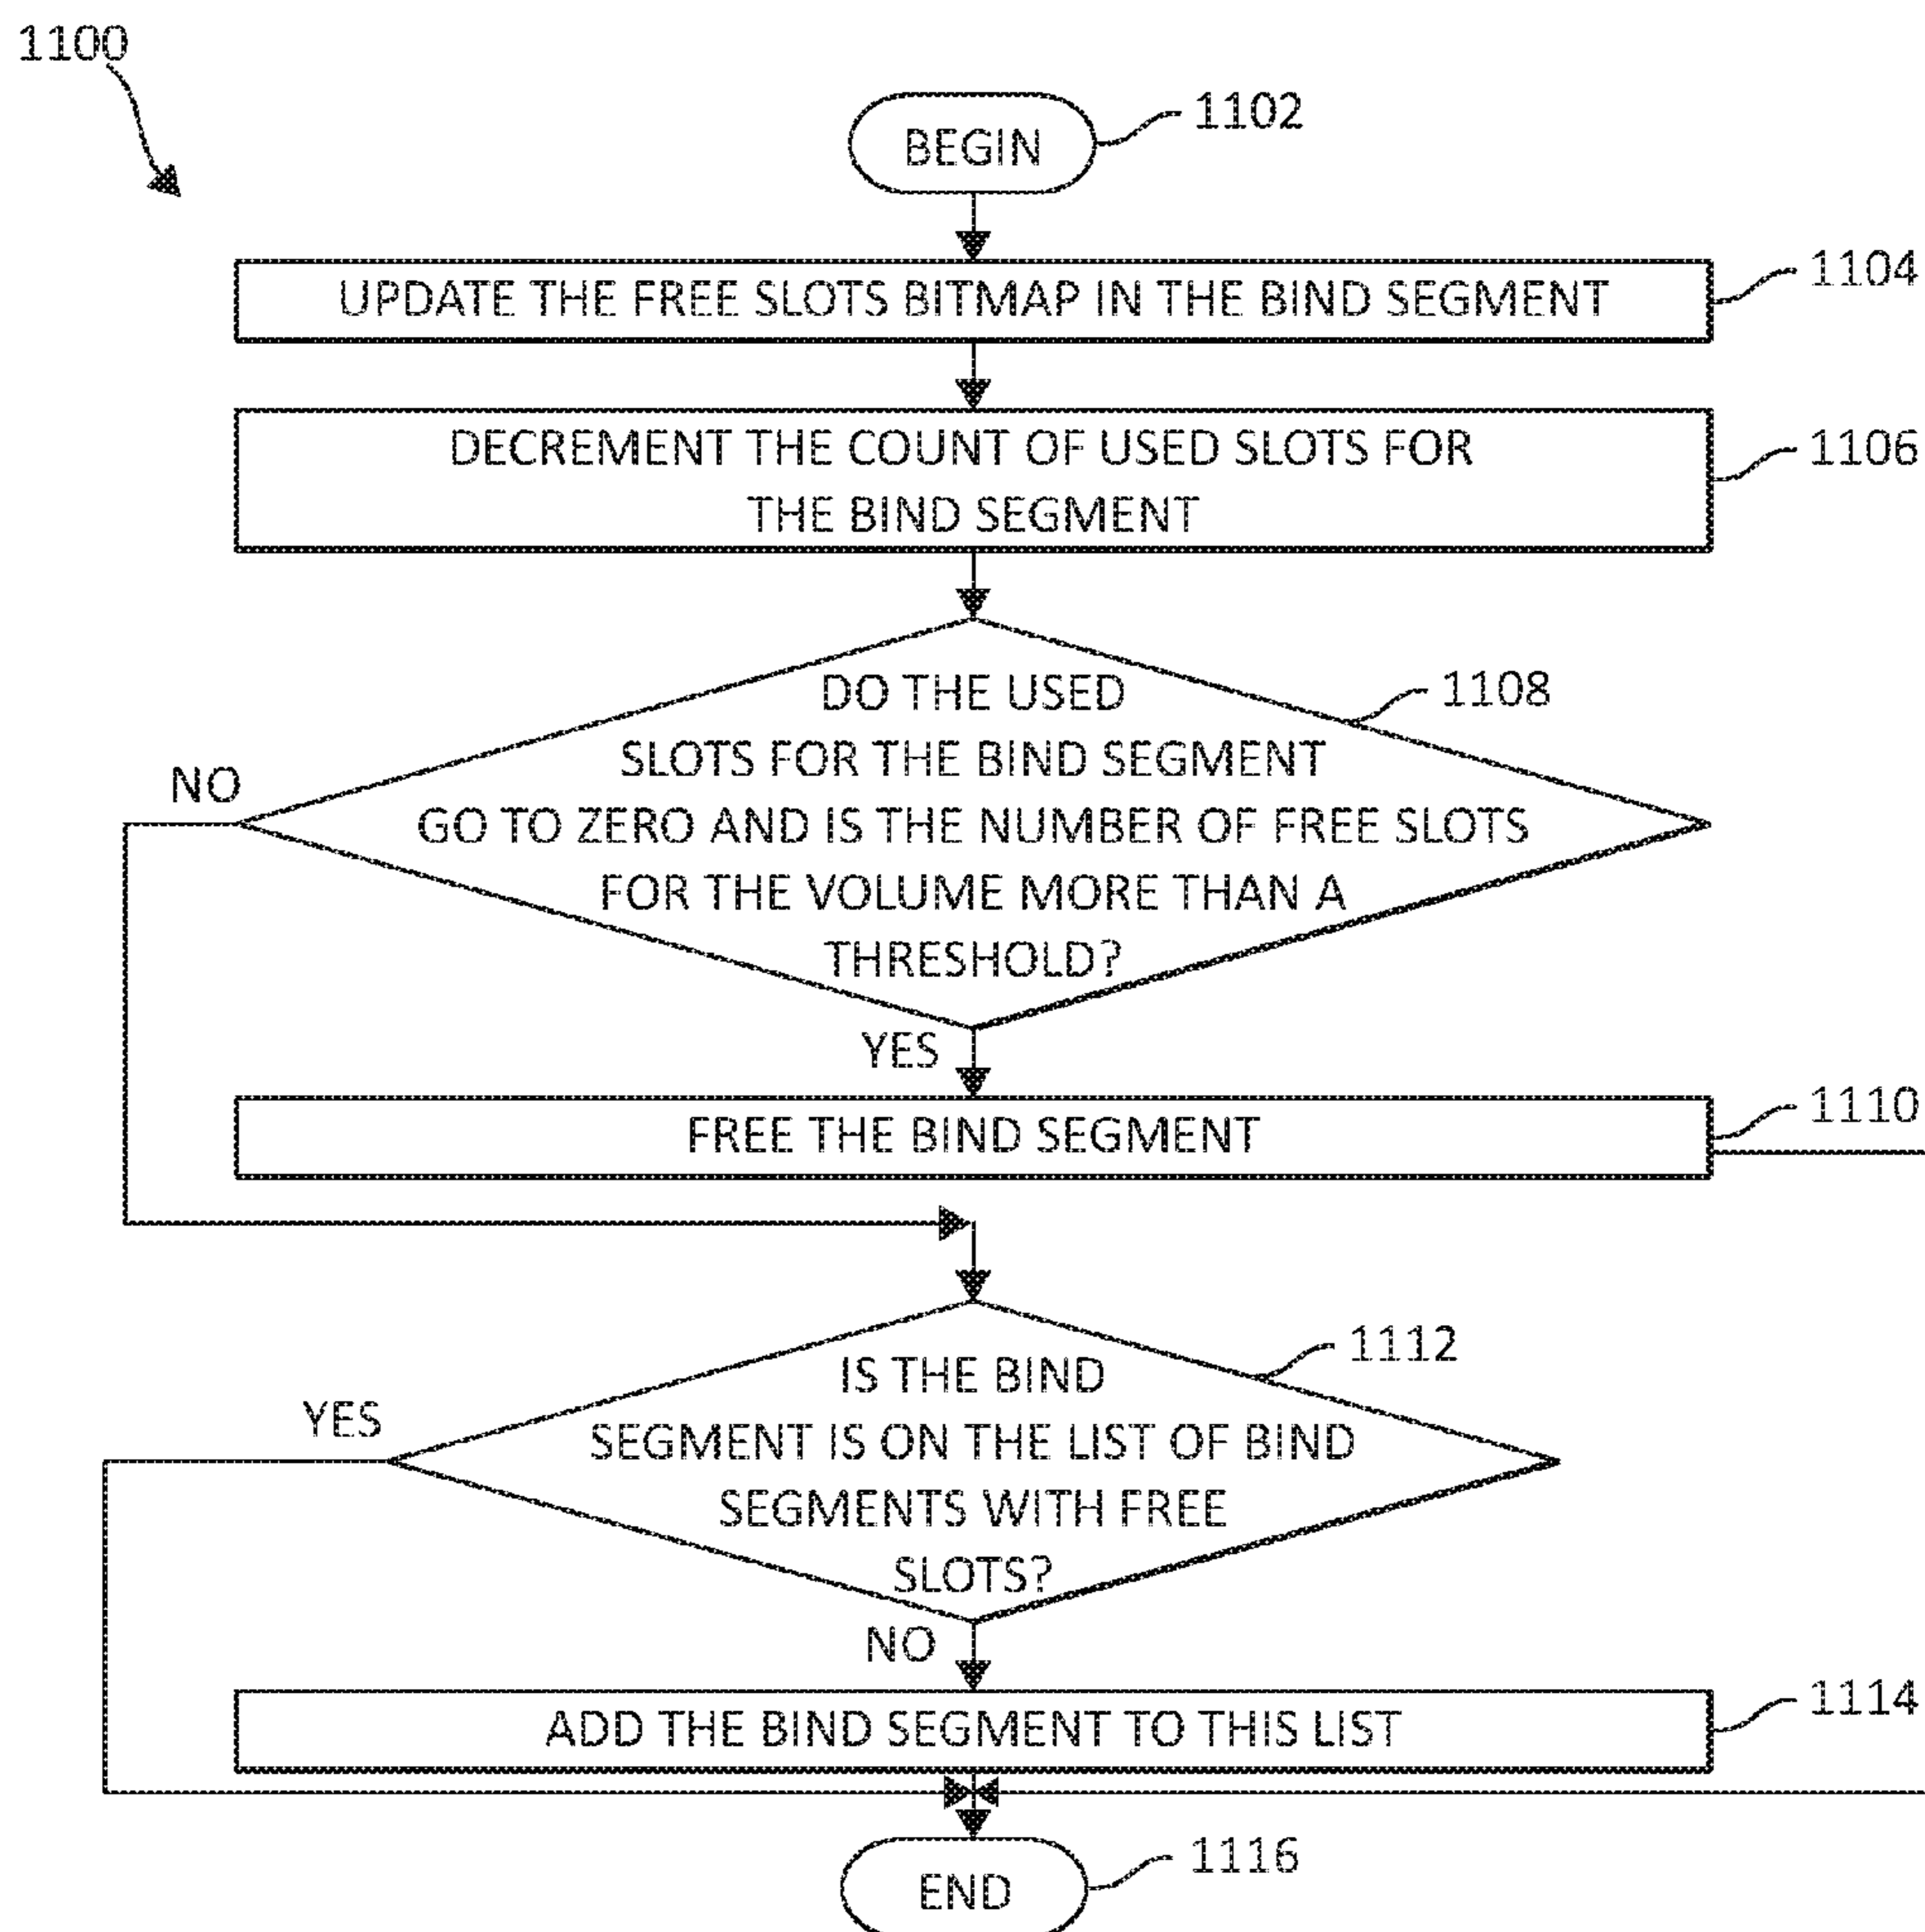 1100
BEGIN
1102
UPDATE THE FREE SLOTS BITMAP IN THE BIND SEGMENT
1104
DECREMENT THE COUNT OF USED SLOTS FOR
THE BIND SEGMENT
1106
DO THE USED
SLOTS FOR THE BIND SEGMENT
GO TO ZERO AND IS THE NUMBER OF FREE SLOTS
FOR THE VOLUME MORE THAN A
THRESHOLD?
1108
NO
YES
FREE THE BIND SEGMENT
1110
IS THE BIND
SEGMENT IS ON THE LIST OF BIND
SEGMENTS WITH FREE
SLOTS?
1112
YES
NO
ADD THE BIND SEGMENT TO THIS LIST
1114
END
1116